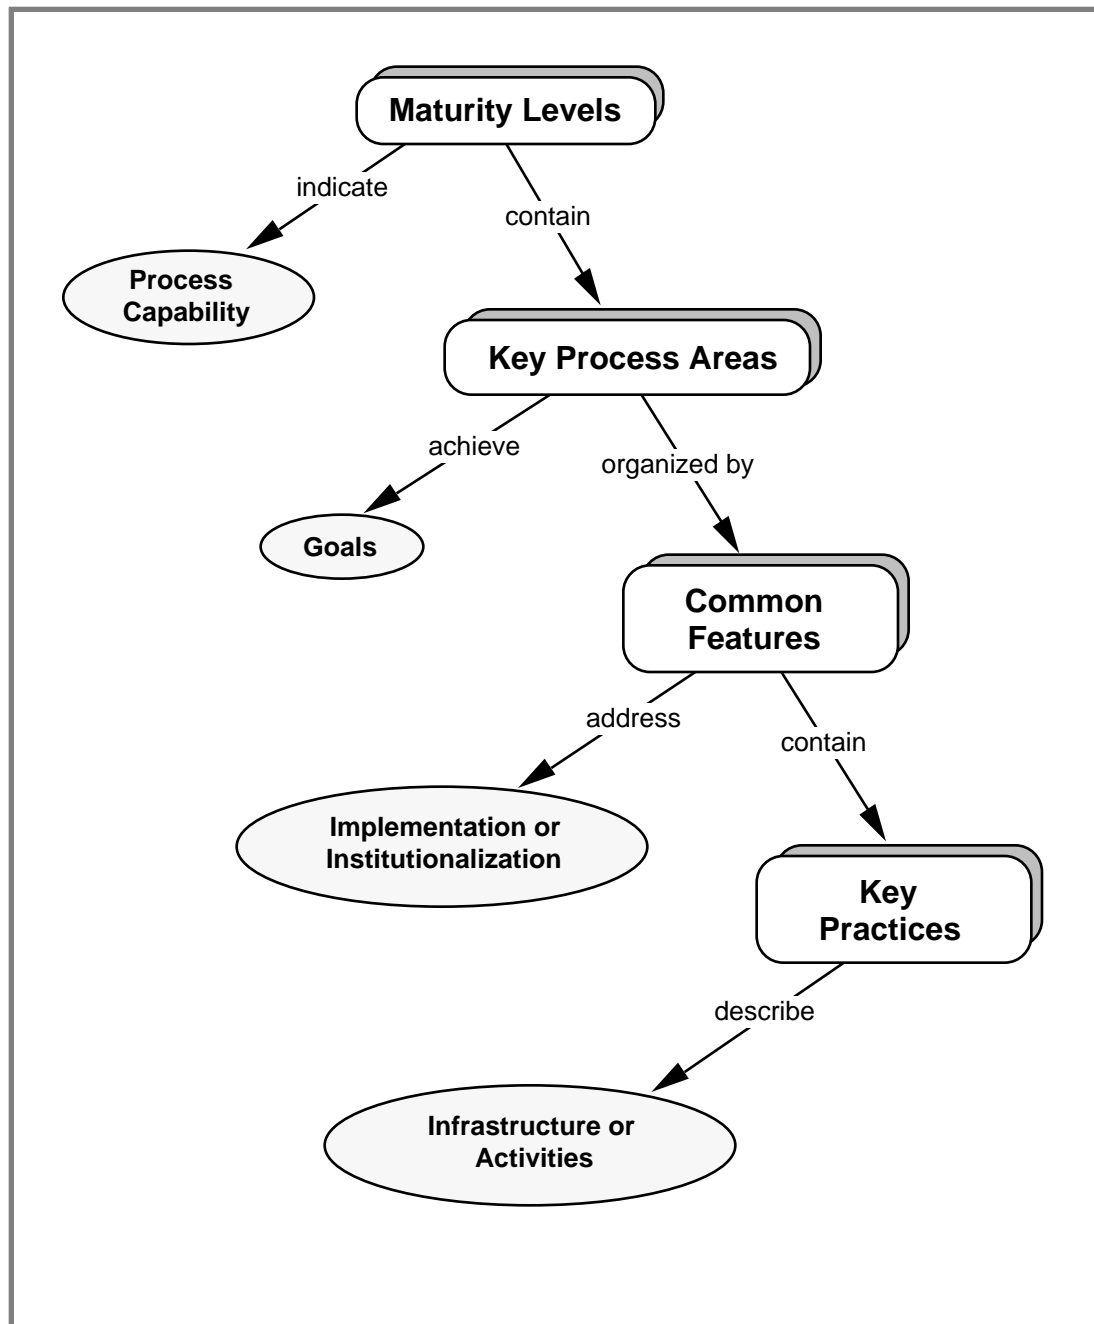 Maturity Levels
indicate
contain
Process
Capability
Key Process Areas
achieve
organized by
Goals
Common
Features
address
contain
Implementation or
Institutionalization
Key
Practices
describe
Infrastructure or
Activities